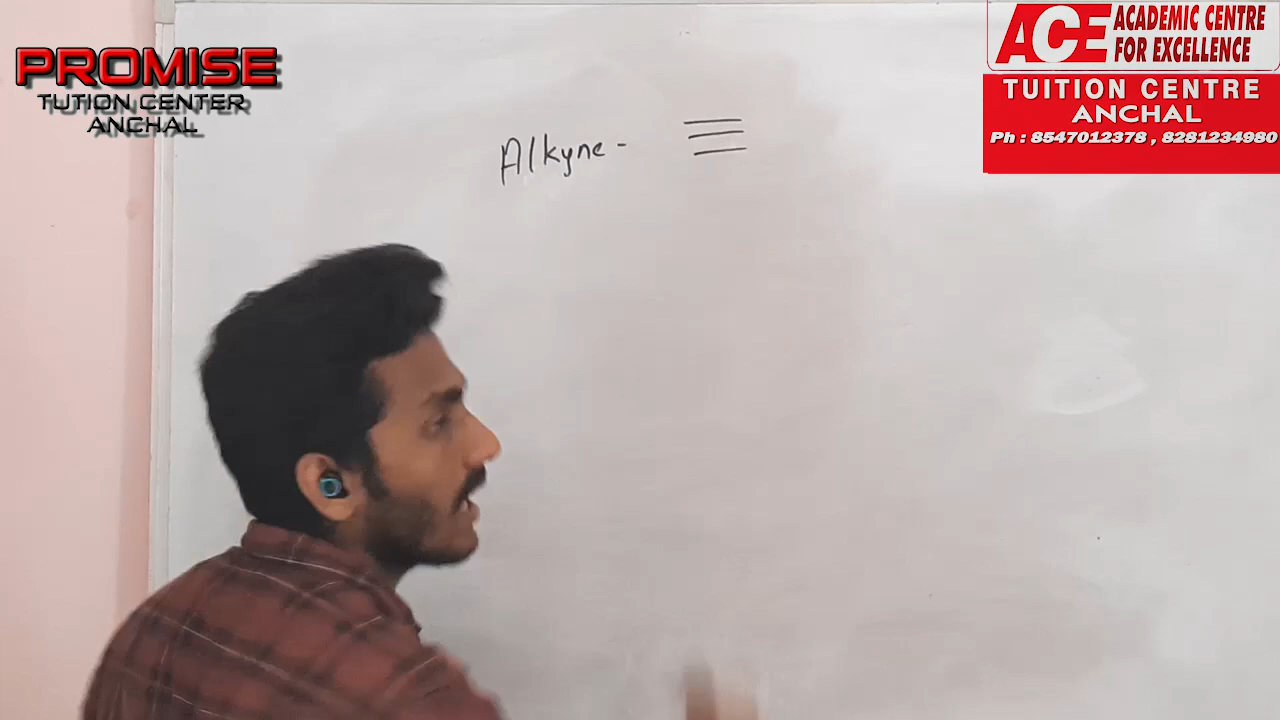 PROMISE
TUTION CENTER
ANCHAL
ACE ACADEMIC CENTRE
FOR EXCELLENCE
TUITION CENTRE
ANCHAL
Ph : 8547012378 , 8281234980
Alkyne - ≡